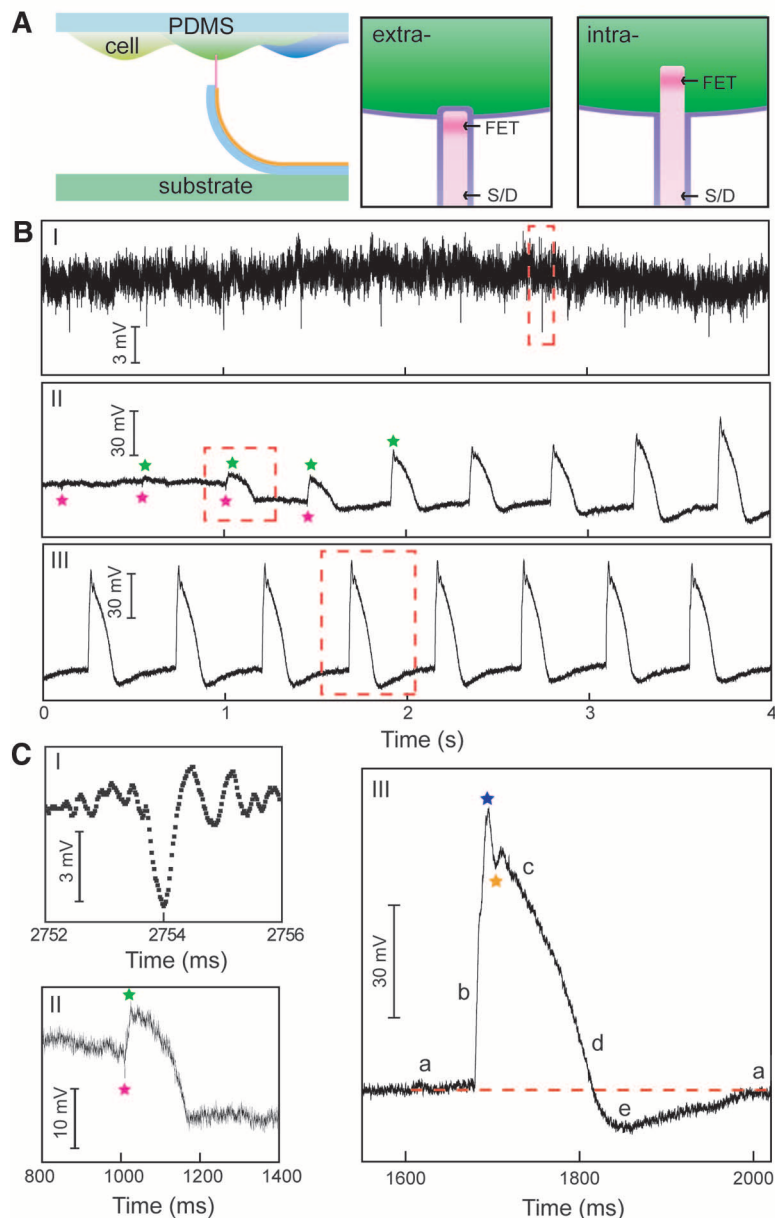 A
PDMS
cell
substrate
extra-
FET
S/D
intra-
FET
S/D
B
I
3 mV
II
30 mV
III
30 mV
0 1 2 3 4
Time (s)
C
I
3 mV
2752 2754 2756
Time (ms)
II
10 mV
800 1000 1200 1400
Time (ms)
III
30 mV
a
b
c
d
e
a
1600 1800 2000
Time (ms)